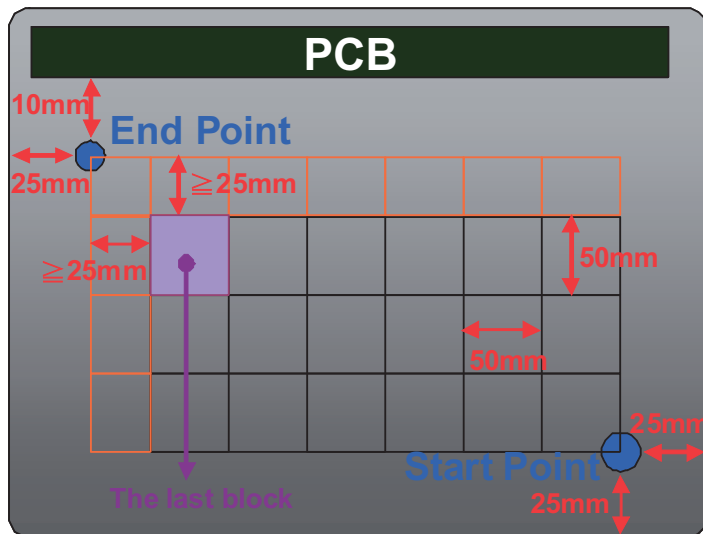 PCB
10mm
End Point
25mm
≧25mm
≧25mm
50mm
50mm
25mm
Start Point
The last block
25mm